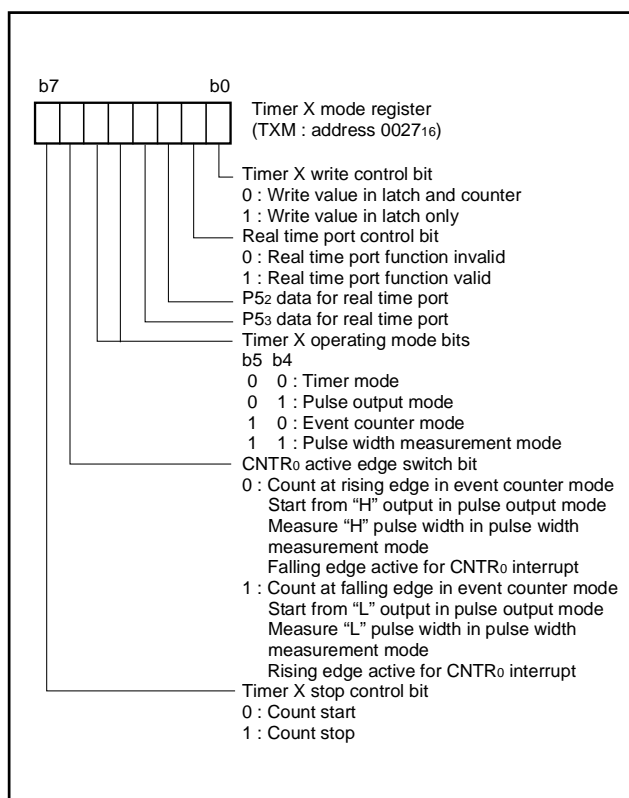 b7 b0
Timer X mode register
(TXM : address 002716)
Timer X write control bit
0 : Write value in latch and counter
1 : Write value in latch only
Real time port control bit
0 : Real time port function invalid
1 : Real time port function valid
P52 data for real time port
P53 data for real time port
Timer X operating mode bits
b5 b4
0 0 : Timer mode
0 1 : Pulse output mode
1 0 : Event counter mode
1 1 : Pulse width measurement mode
CNTR0 active edge switch bit
0 : Count at rising edge in event counter mode
Start from “H” output in pulse output mode
Measure “H” pulse width in pulse width
measurement mode
Falling edge active for CNTR0 interrupt
1 : Count at falling edge in event counter mode
Start from “L” output in pulse output mode
Measure “L” pulse width in pulse width
measurement mode
Rising edge active for CNTR0 interrupt
Timer X stop control bit
0 : Count start
1 : Count stop